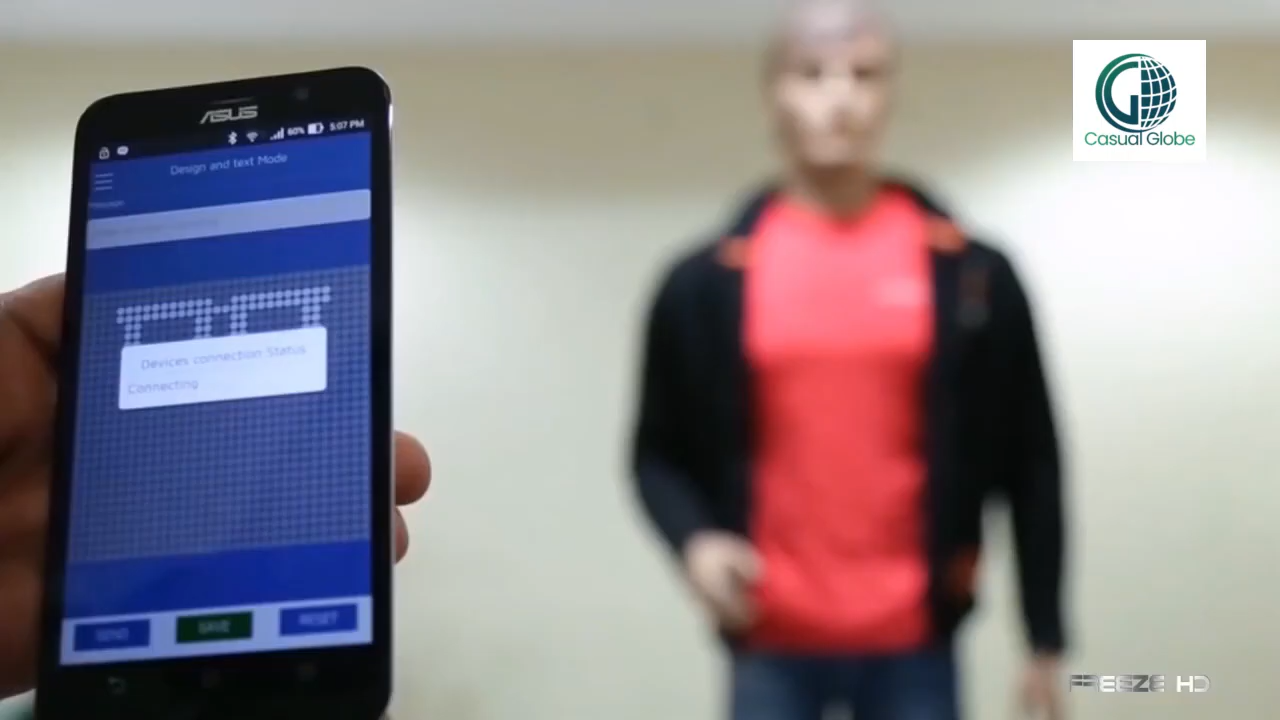 ASUS
60% 5:07 PM
Design and text Mode
Devices connection Status
Connecting
SEND SAVE RESET
Casual Globe
FREEZE HD